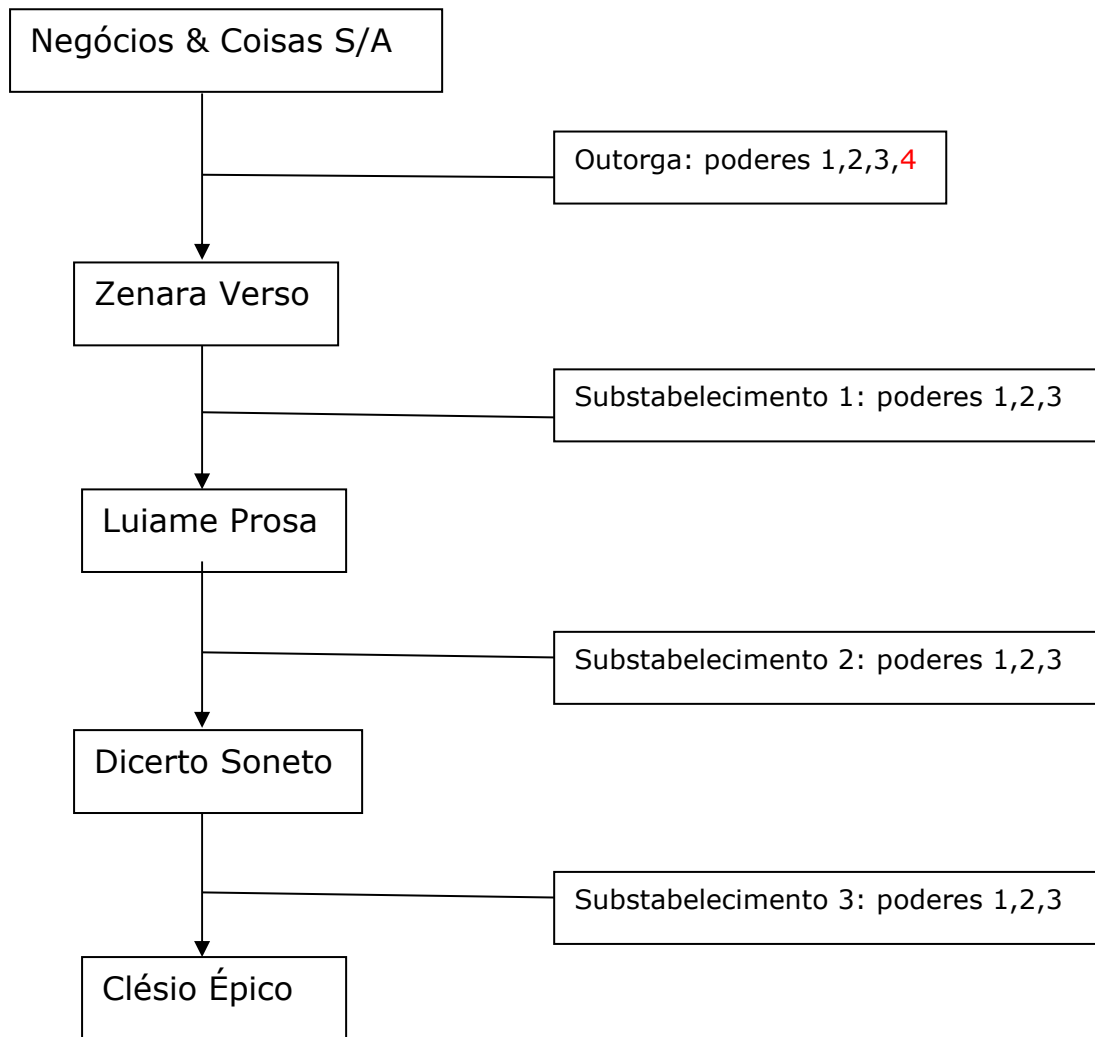 Negócios & Coisas S/A
Outorga: poderes 1,2,3,4
Zenara Verso
Substabelecimento 1: poderes 1,2,3
Luiame Prosa
Substabelecimento 2: poderes 1,2,3
Dicerto Soneto
Substabelecimento 3: poderes 1,2,3
Clésio Épico